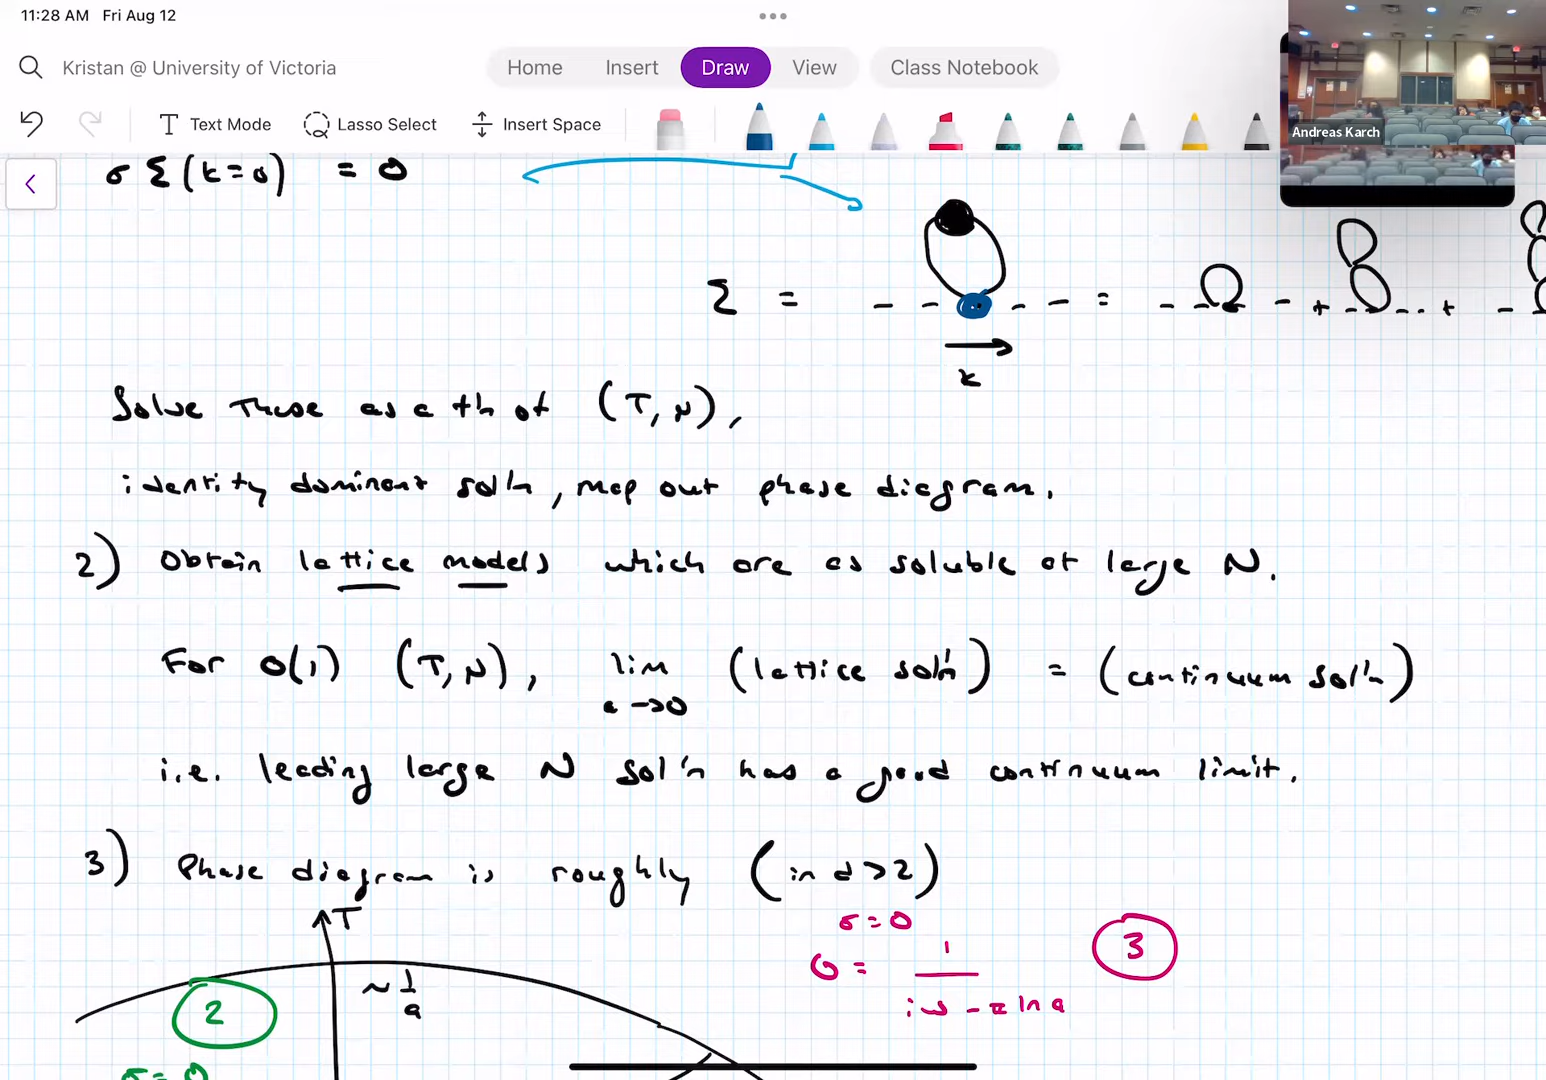 11:28 AM Fri Aug 12
Kristan @ University of Victoria
Home Insert Draw View Class Notebook
Text Mode Lasso Select Insert Space
Andreas Karch
σ Σ(k=0) = 0
Σ = =
+ +
k
Solve these as a fn of (T, μ),
identify dominant sol'n, map out phase diagram.
2) Obtain lattice models which are as soluble at large N.
For O(1) (T, μ), lim (lattice sol'n) = (continuum sol'n)
a→0
i.e. leading large N sol'n has a good continuum limit.
3) Phase diagram is roughly (in d>2)
T
σ=0
3
G = 1
~ 1
a
2
σ=0